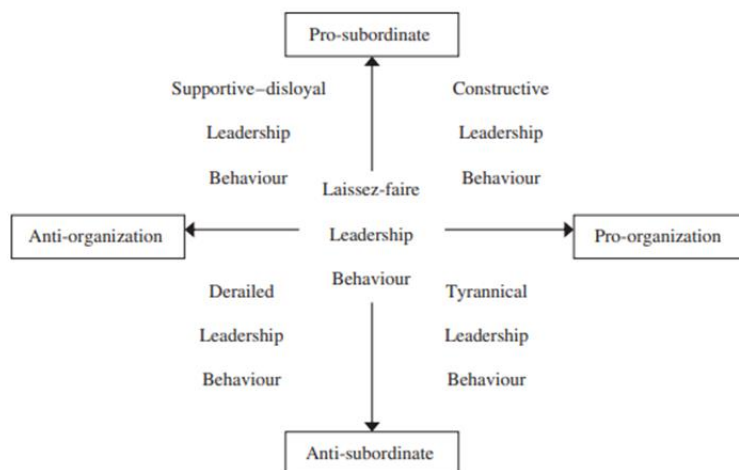 Pro-subordinate
Supportive–disloyal
Leadership
Behaviour
Constructive
Leadership
Behaviour
Laissez-faire
Leadership
Behaviour
Anti-organization
Pro-organization
Derailed
Leadership
Behaviour
Tyrannical
Leadership
Behaviour
Anti-subordinate